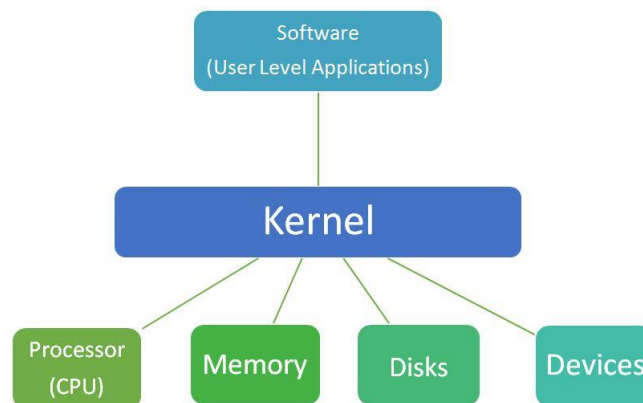 Software
(User Level Applications)
Kernel
Processor
(CPU)
Memory
Disks
Devices